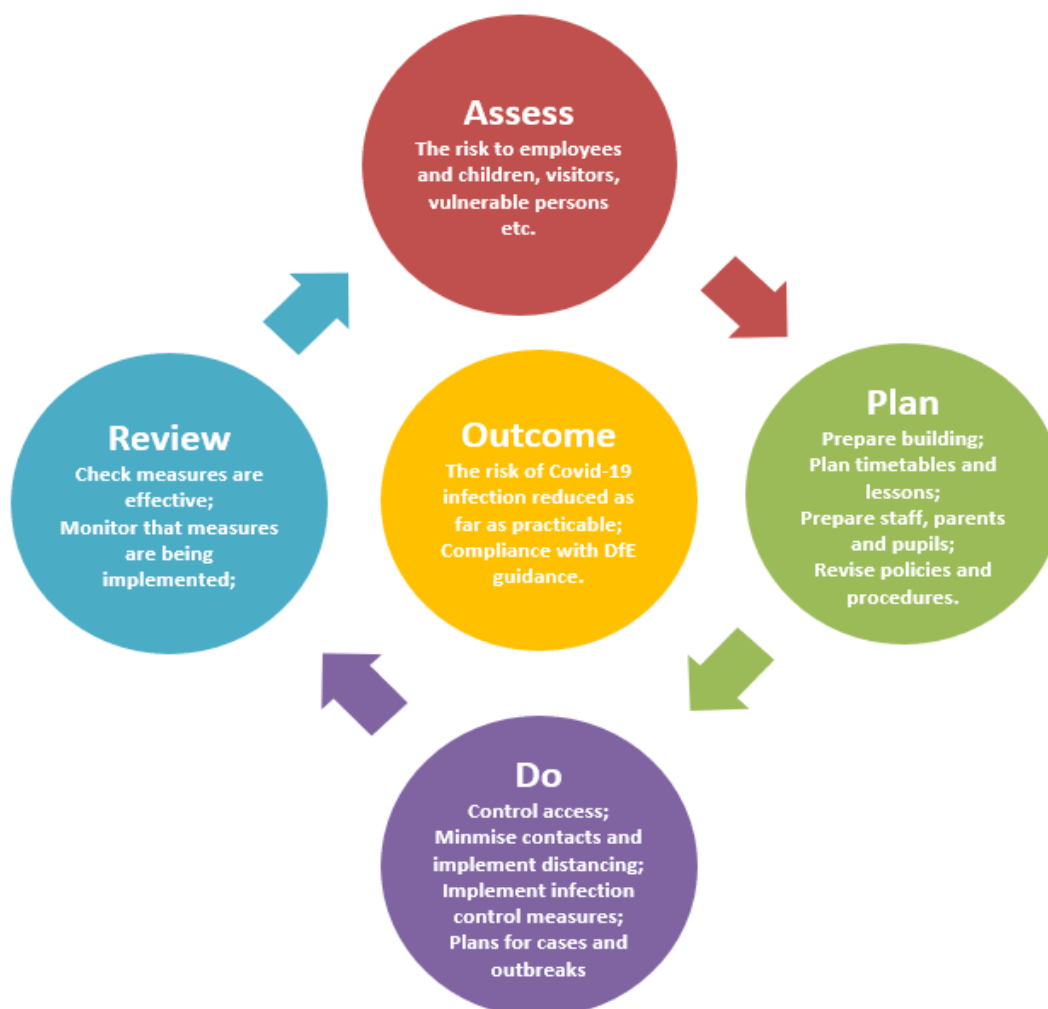 Assess
The risk to employees
and children, visitors,
vulnerable persons
etc.
Plan
Prepare building;
Plan timetables and
lessons;
Prepare staff, parents
and pupils;
Revise policies and
procedures.
Do
Control access;
Minmise contacts and
implement distancing;
Implement infection
control measures;
Plans for cases and
outbreaks
Review
Check measures are
effective;
Monitor that measures
are being
implemented;
Outcome
The risk of Covid-19
infection reduced as
far as practicable;
Compliance with DfE
guidance.